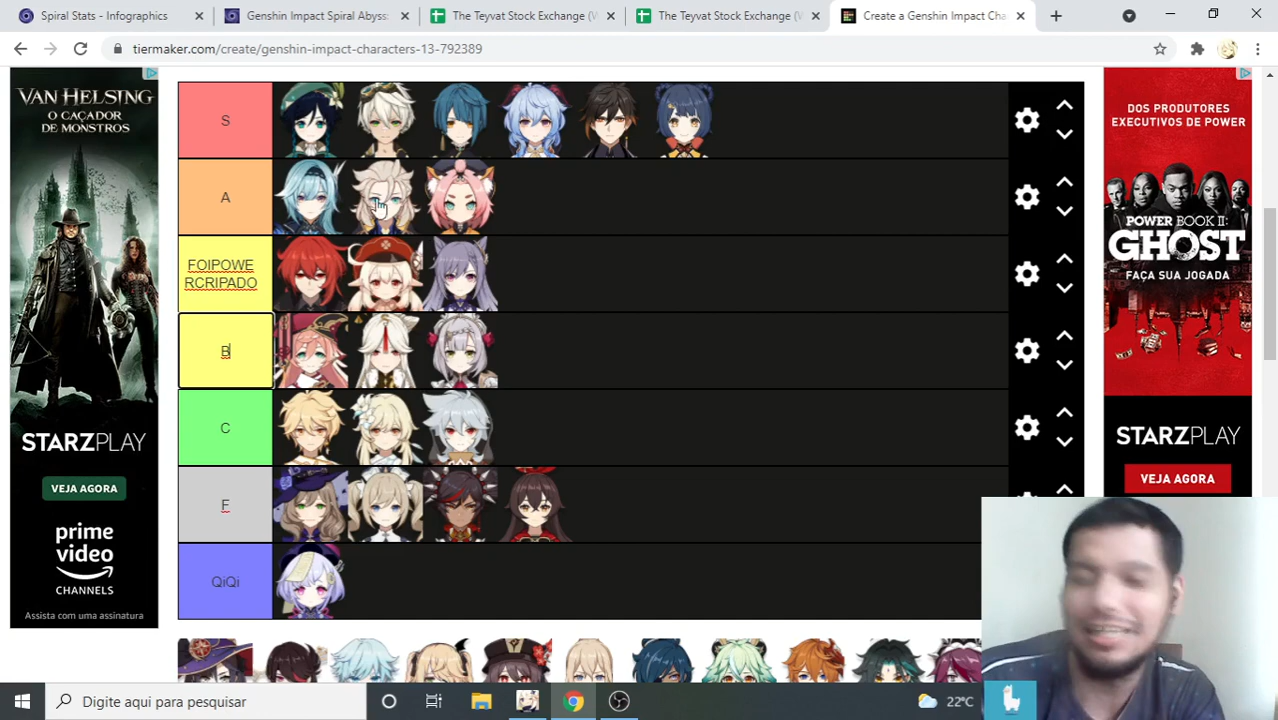 Spiral Stats - Infographics
Genshin Impact Spiral Abyss:
The Teyvat Stock Exchange (W
The Teyvat Stock Exchange (W
Create a Genshin Impact Cha
tiermaker.com/create/genshin-impact-characters-13-792389
VAN HELSING
O CAÇADOR
DE MONSTROS
STARZPLAY
VEJA AGORA
prime video
CHANNELS
Assista com uma assinatura
S
A
FOIPOWE
RCRIPADO
B
C
F
QiQi
DOS PRODUTORES
EXECUTIVOS DE POWER
POWER BOOK II:
GHOST
FAÇA SUA JOGADA
STARZPLAY
VEJA AGORA
Digite aqui para pesquisar
22°C